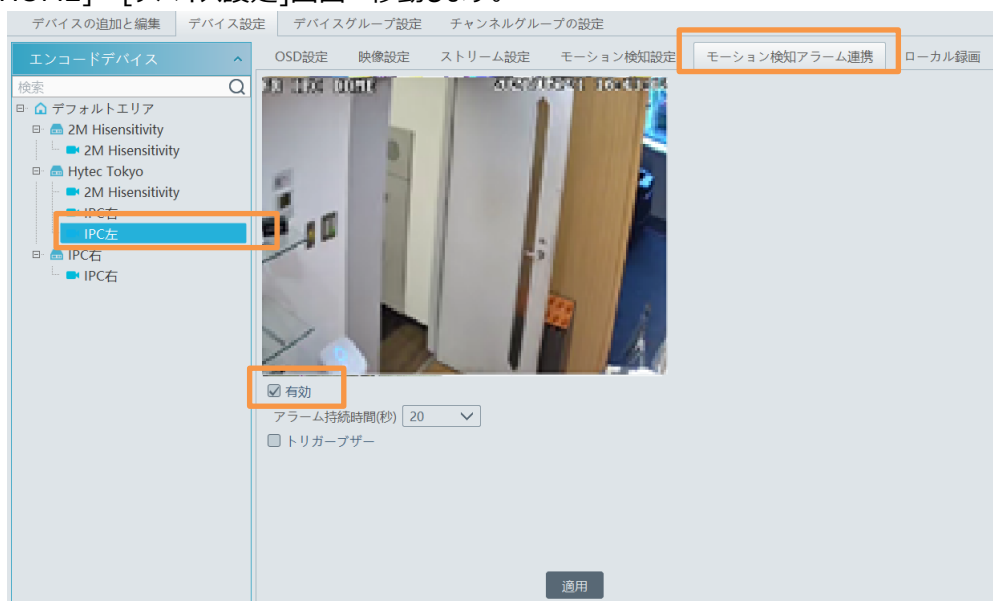 デバイスの追加と編集 デバイス設定 デバイスグループ設定 チャンネルグループの設定
エンコードデバイス
OSD設定 映像設定 ストリーム設定 モーション検知設定 モーション検知アラーム連携 ローカル録画
検索
デフォルトエリア
2M Hisensitivity
2M Hisensitivity
Hytec Tokyo
2M Hisensitivity
IPC右
IPC左
IPC右
IPC右
有効
アラーム持続時間(秒) 20
トリガーブザー
適用